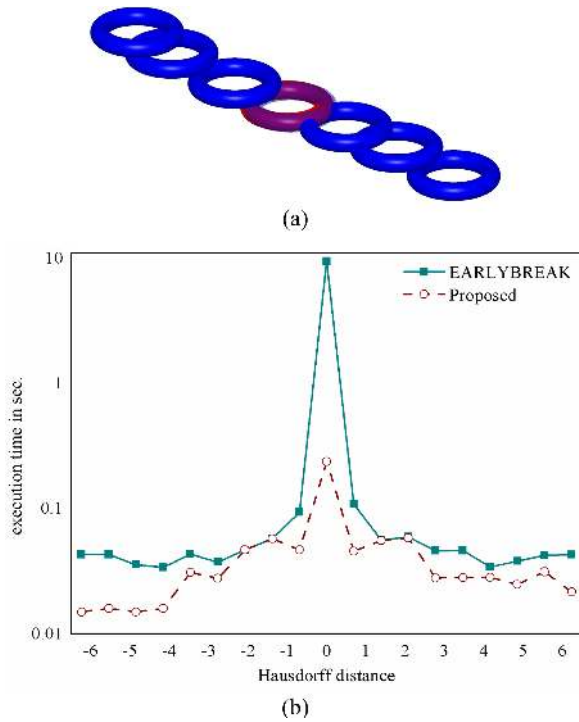 (a)
10
EARLYBREAK
Proposed
1
execution time in sec.
0.1
0.01
-6 -5 -4 -3 -2 -1 0 1 2 3 4 5 6
Hausdorff distance
(b)